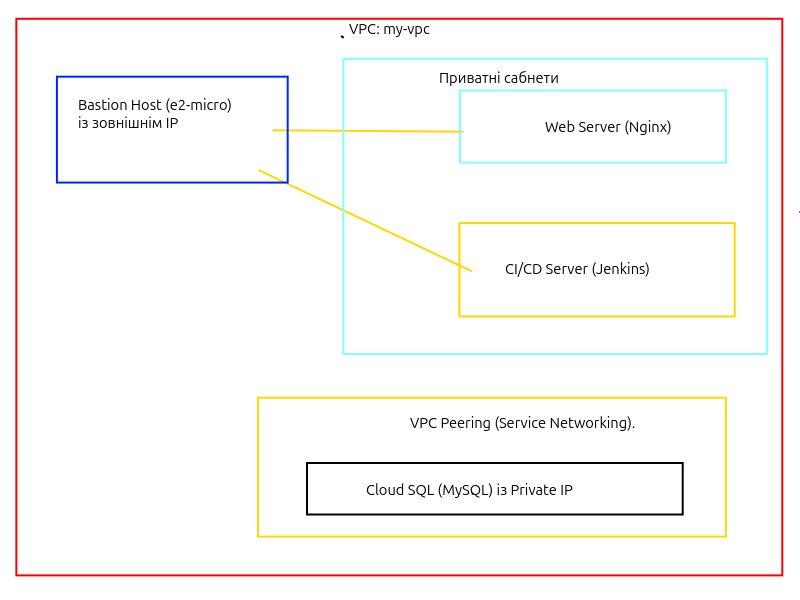 VPC: my-vpc
Приватні сабнети
Bastion Host (e2-micro)
із зовнішнім IP
Web Server (Nginx)
CI/CD Server (Jenkins)
VPC Peering (Service Networking).
Cloud SQL (MySQL) із Private IP